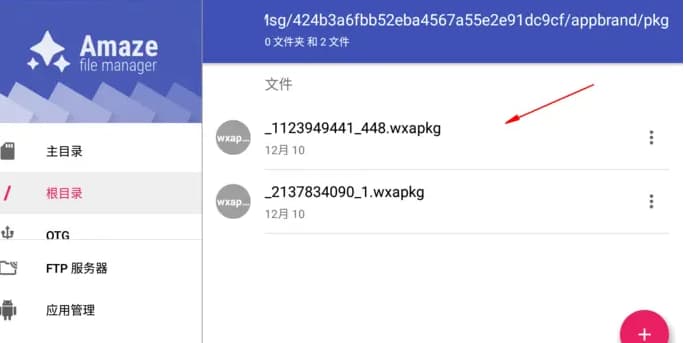 Amaze
file manager
主目录
根目录
OTG
FTP 服务器
应用管理
Msg/424b3a6fbb52eba4567a55e2e91dc9cf/appbrand/pkg
0 文件夹 和 2 文件
文件
wxap...
_1123949441_448.wxapkg
12月 10
wxap...
_2137834090_1.wxapkg
12月 10